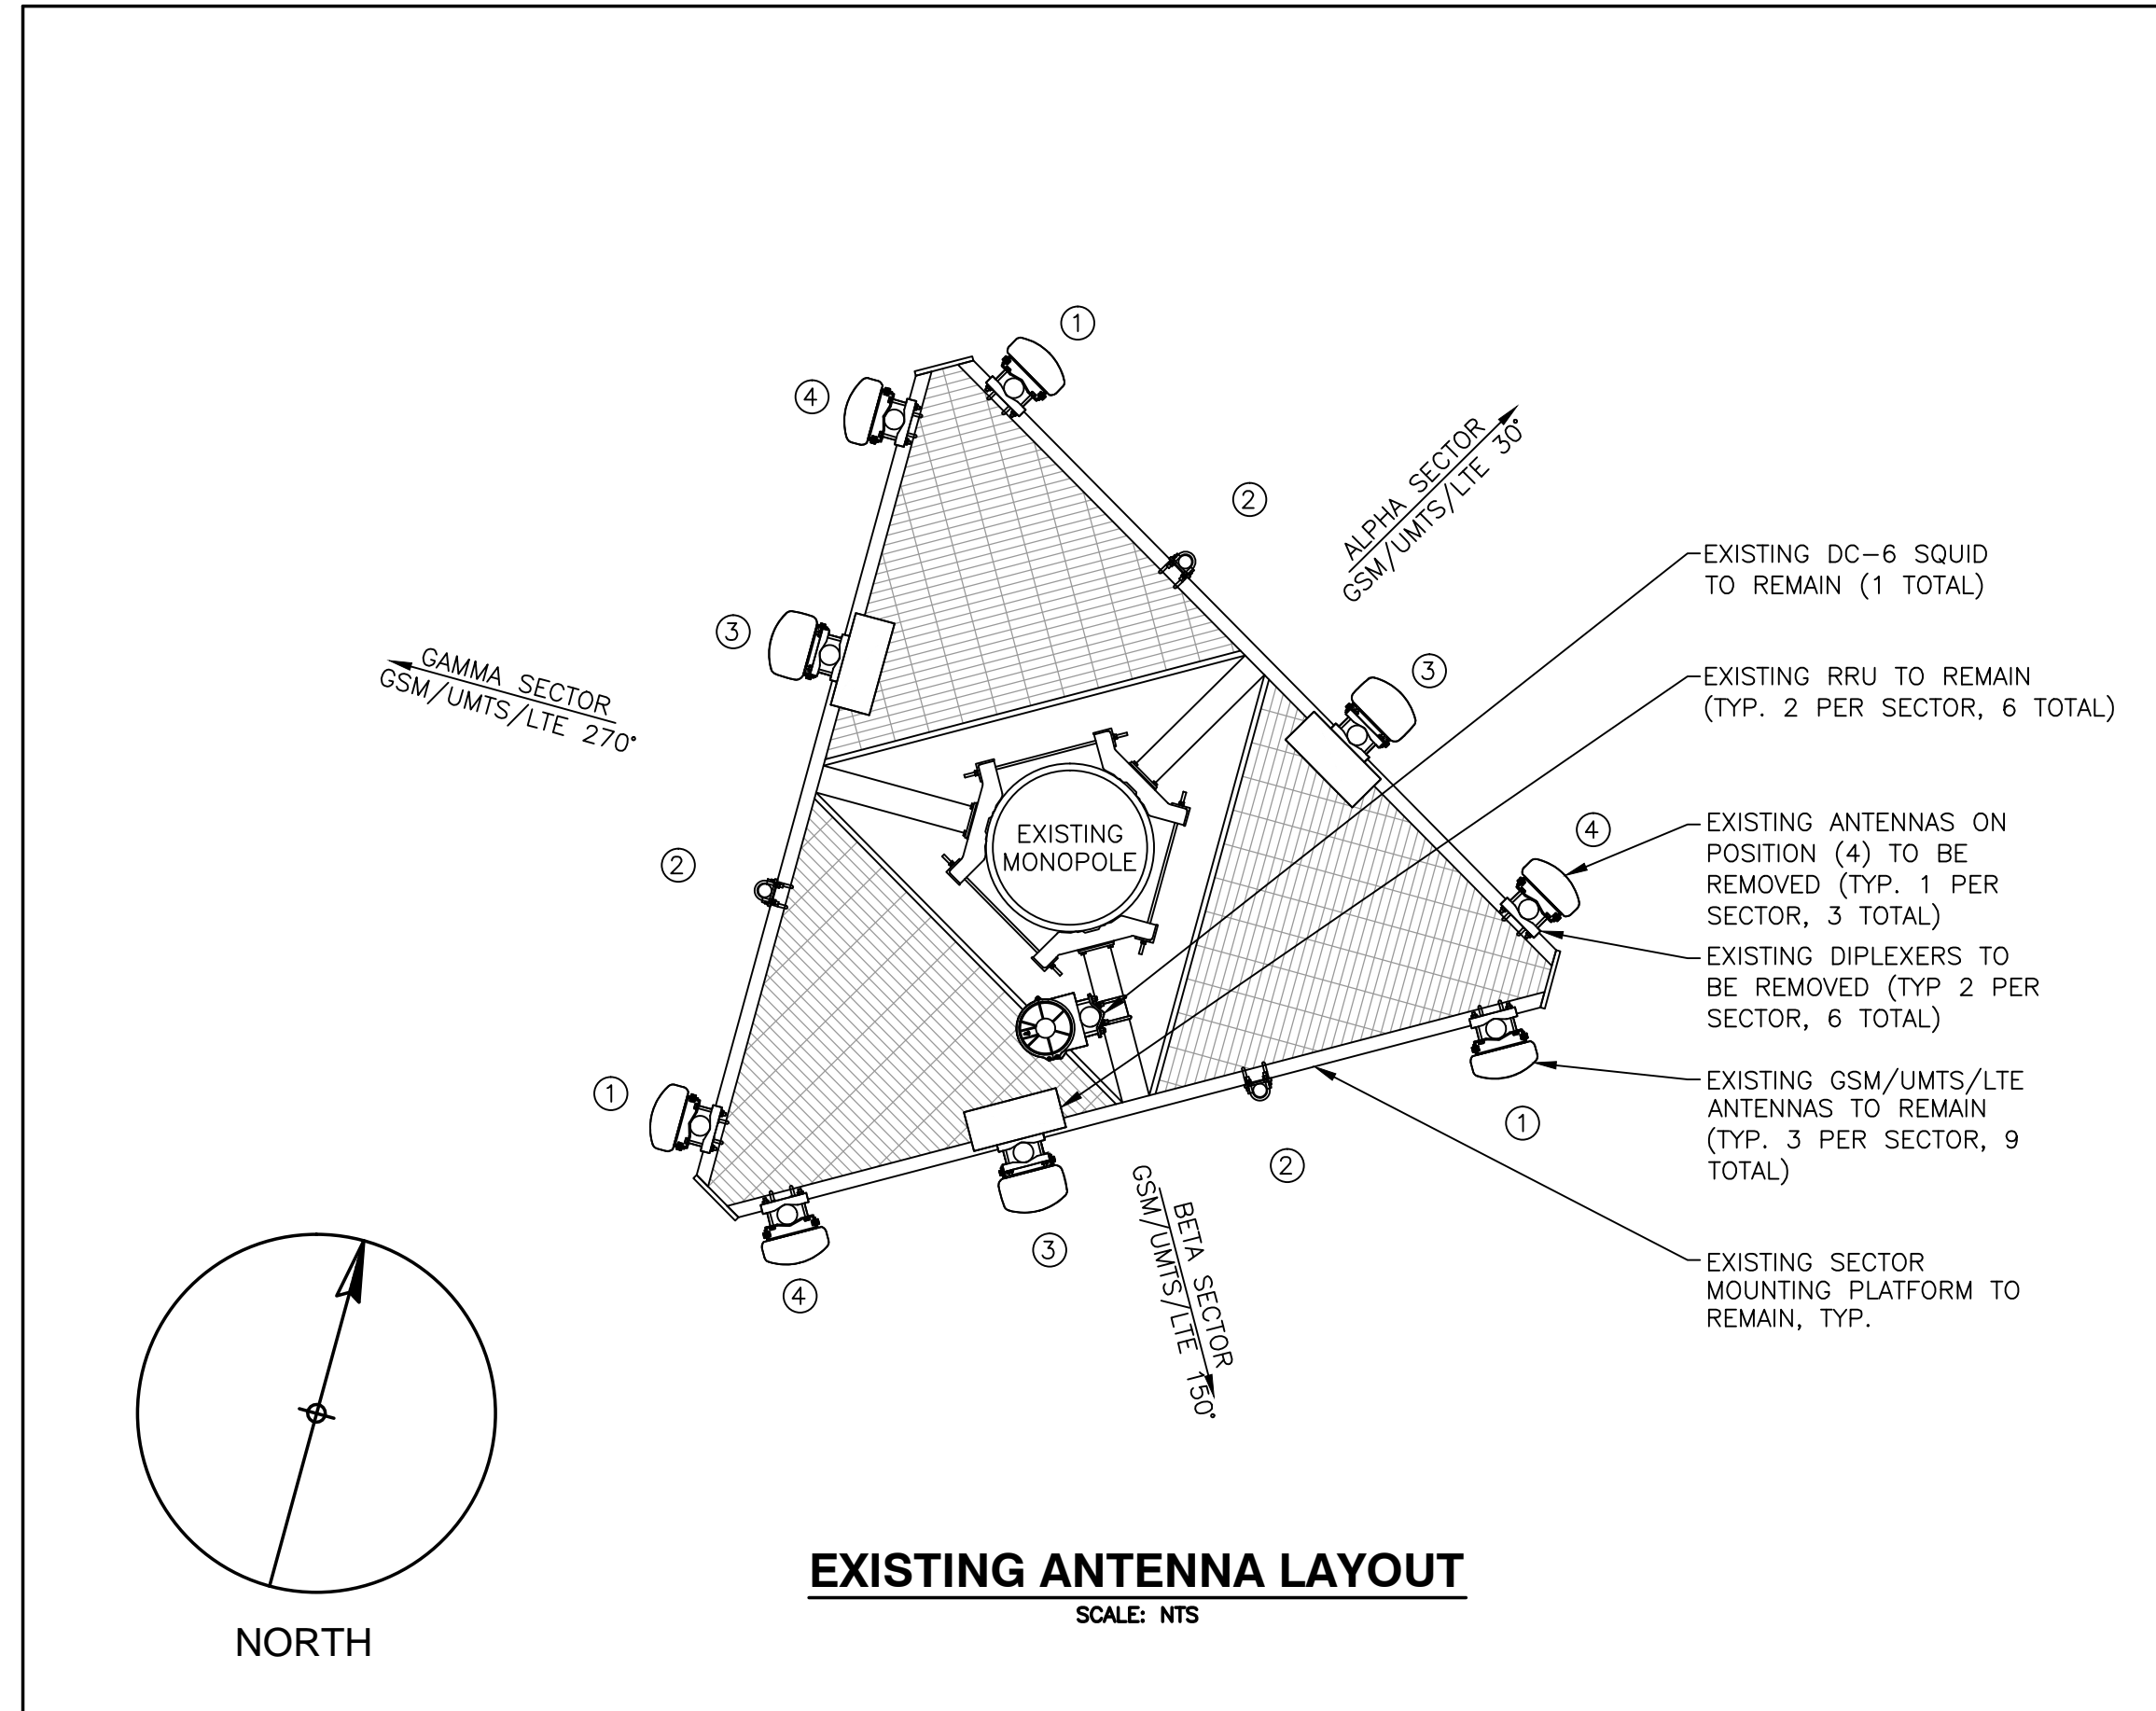 1
4
2
ALPHA SECTOR
GSM/UMTS/LTE 30°
3
GAMMA SECTOR
GSM/UMTS/LTE 270°
3
4
2
EXISTING
MONOPOLE
1
4
3
2
1
BETA SECTOR
GSM/UMTS/LTE 150°
EXISTING DC-6 SQUID
TO REMAIN (1 TOTAL)
EXISTING RRU TO REMAIN
(TYP. 2 PER SECTOR, 6 TOTAL)
EXISTING ANTENNAS ON
POSITION (4) TO BE
REMOVED (TYP. 1 PER
SECTOR, 3 TOTAL)
EXISTING DIPLEXERS TO
BE REMOVED (TYP 2 PER
SECTOR, 6 TOTAL)
EXISTING GSM/UMTS/LTE
ANTENNAS TO REMAIN
(TYP. 3 PER SECTOR, 9
TOTAL)
EXISTING SECTOR
MOUNTING PLATFORM TO
REMAIN, TYP.
NORTH
EXISTING ANTENNA LAYOUT
SCALE: NTS